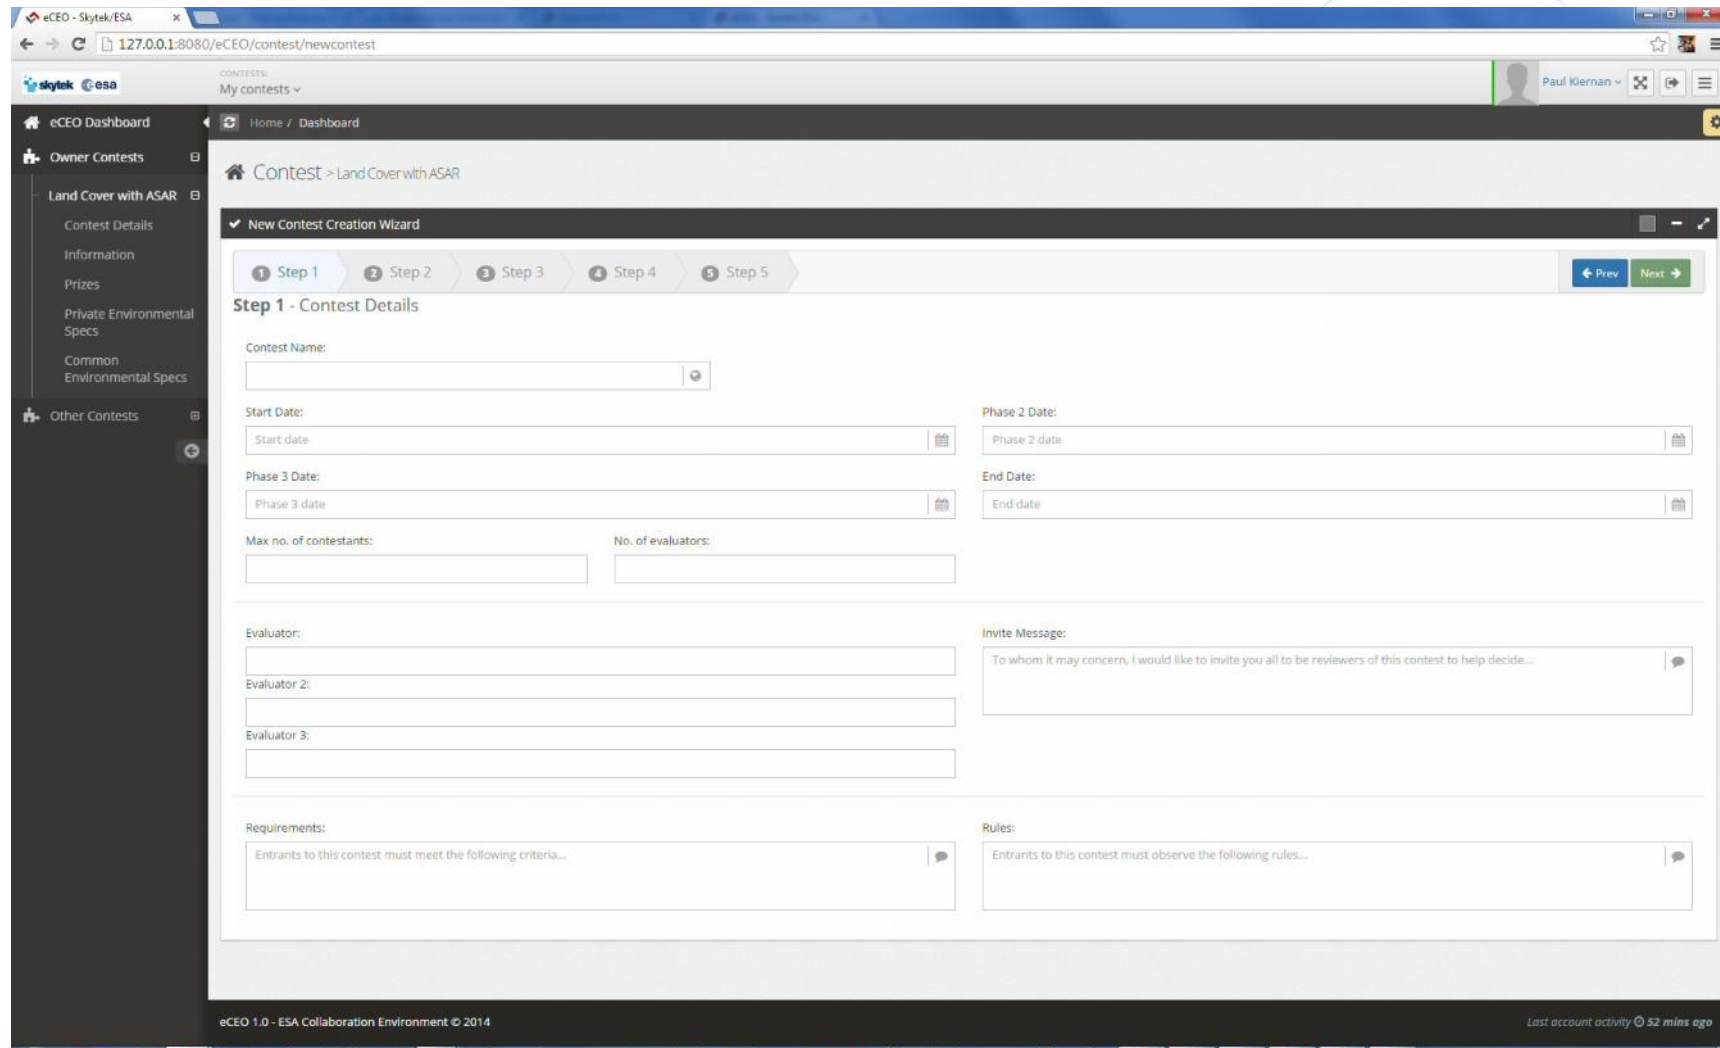 eCEO - Skytek/ESA
127.0.0.1:8080/eCEO/contest/newcontest
skytek esa
CONTESTS:
My contests
Paul Kiernan
eCEO Dashboard
Home / Dashboard
Owner Contests
Land Cover with ASAR
Contest Details
Information
Prizes
Private Environmental
Specs
Common
Environmental Specs
Other Contests
Contest > Land Cover with ASAR
New Contest Creation Wizard
1 Step 1 2 Step 2 3 Step 3 4 Step 4 5 Step 5
Prev Next
Step 1 - Contest Details
Contest Name:
Start Date: Phase 2 Date:
Start date Phase 2 date
Phase 3 Date: End Date:
Phase 3 date End date
Max no. of contestants: No. of evaluators:
Evaluator: Invite Message:
To whom it may concern, I would like to invite you all to be reviewers of this contest to help decide...
Evaluator 2:
Evaluator 3:
Requirements: Rules:
Entrants to this contest must meet the following criteria... Entrants to this contest must observe the following rules...
eCEO 1.0 - ESA Collaboration Environment © 2014
Last account activity 52 mins ago